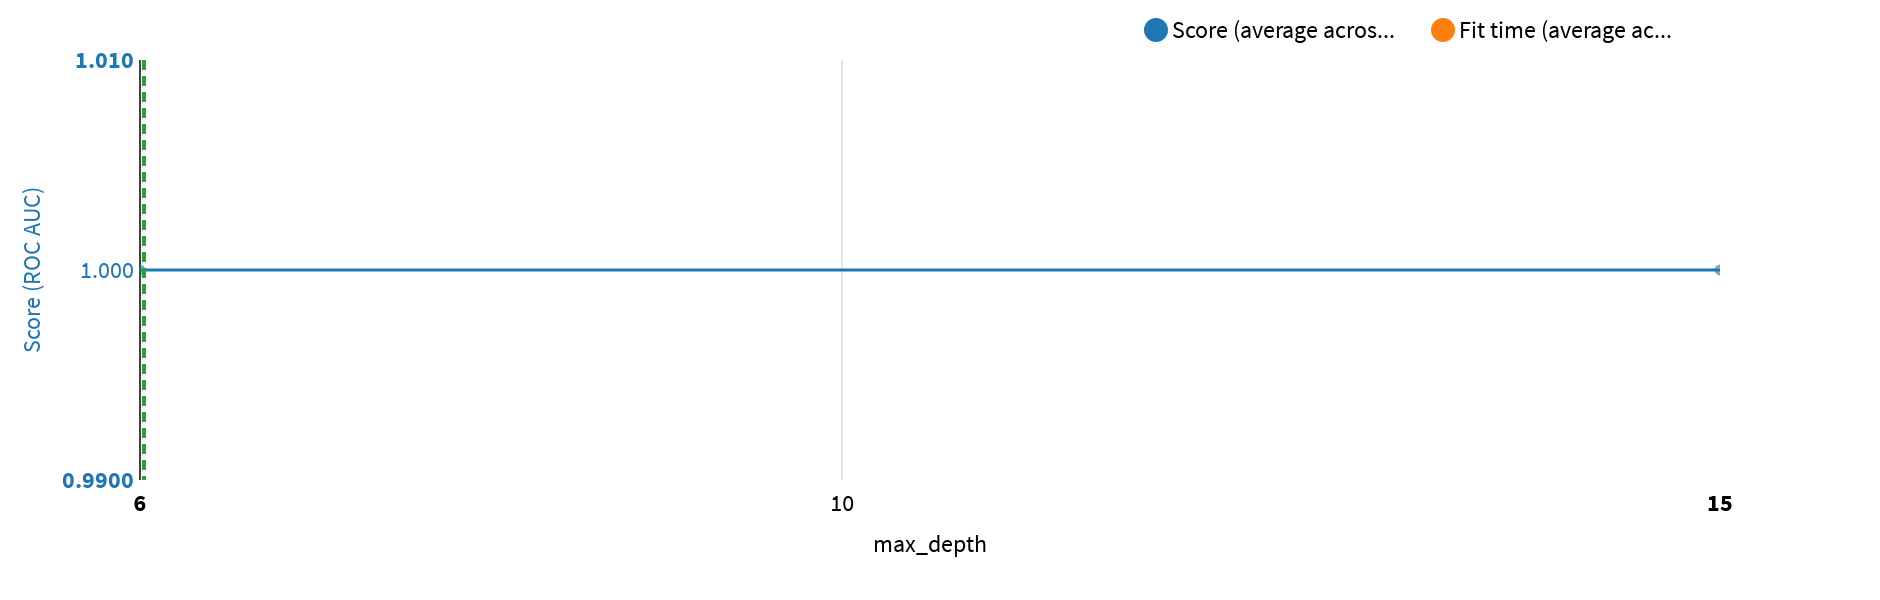 Score (average acros...
Fit time (average ac...
1.010
1.000
0.9900
Score (ROC AUC)
6
10
15
max_depth